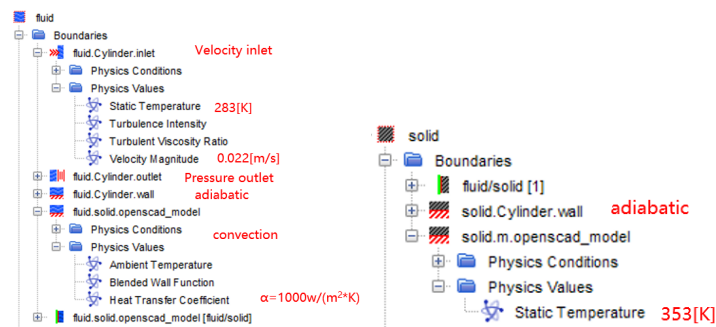 fluid
Boundaries
fluid.Cylinder.inlet Velocity inlet
Physics Conditions
Physics Values
Static Temperature 283[K]
Turbulence Intensity
Turbulent Viscosity Ratio
Velocity Magnitude 0.022[m/s]
fluid.Cylinder.outlet Pressure outlet
fluid.Cylinder.wall adiabatic
fluid.solid.openscad_model
Physics Conditions convection
Physics Values
Ambient Temperature
Blended Wall Function
Heat Transfer Coefficient α=1000w/(m²*K)
fluid.solid.openscad_model [fluid/solid]
solid
Boundaries
fluid/solid [1]
solid.Cylinder.wall adiabatic
solid.m.openscad_model
Physics Conditions
Physics Values
Static Temperature 353[K]